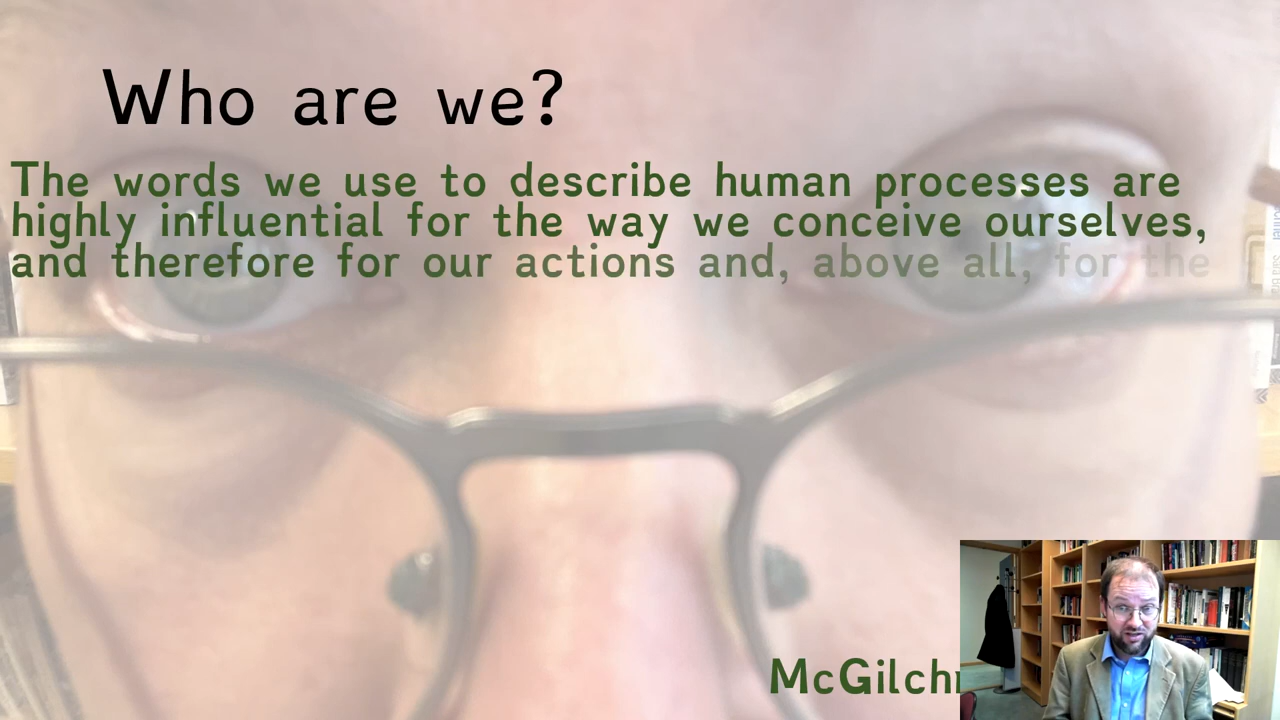 Who are we?
The words we use to describe human processes are
highly influential for the way we conceive ourselves,
and therefore for our actions and, above all, for the
McGilch